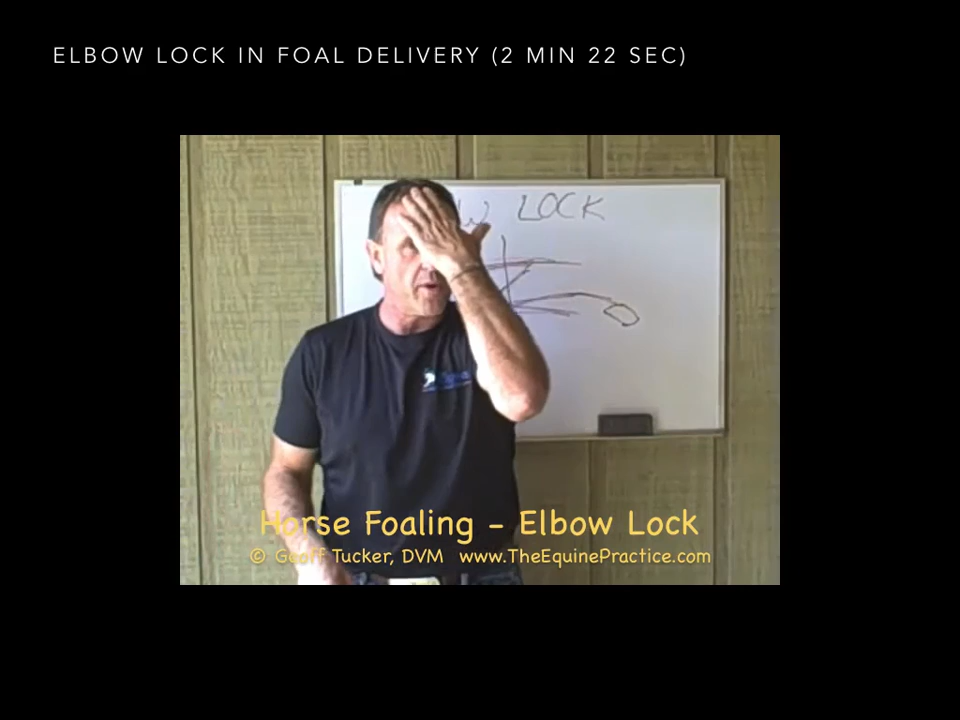 ELBOW LOCK IN FOAL DELIVERY (2 MIN 22 SEC)
LOCK
Horse Foaling - Elbow Lock
© Geoff Tucker, DVM www.TheEquinePractice.com